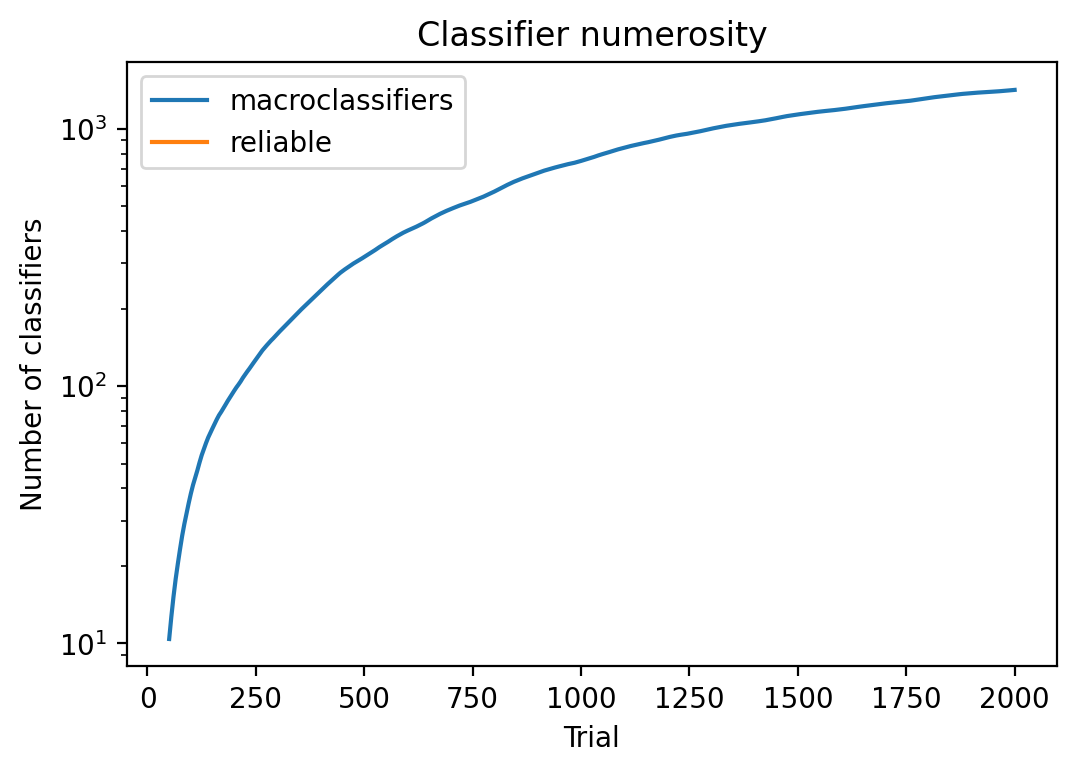 Classifier numerosity
macroclassifiers
reliable
10³
10²
10¹
Number of classifiers
0 250 500 750 1000 1250 1500 1750 2000
Trial